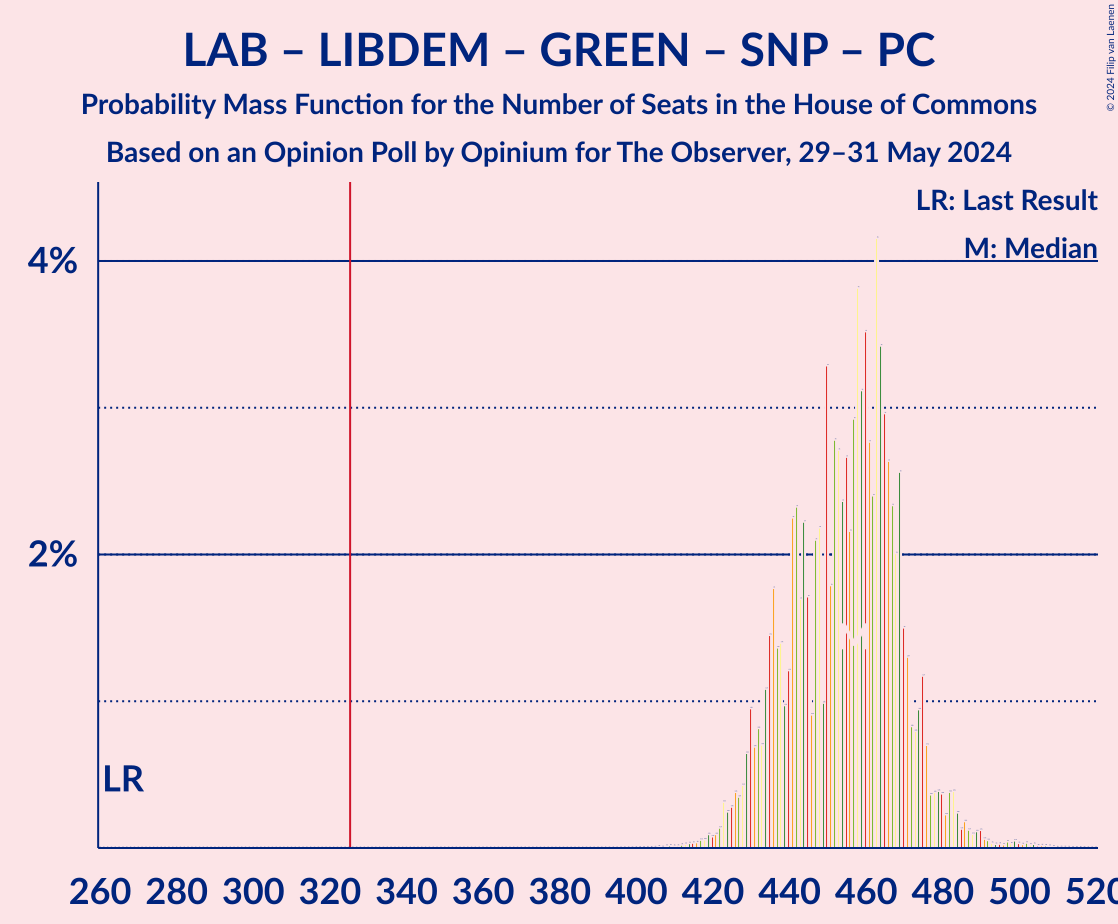 LAB – LIBDEM – GREEN – SNP – PC
Probability Mass Function for the Number of Seats in the House of Commons
Based on an Opinion Poll by Opinium for The Observer, 29–31 May 2024
© 2024 Filip van Laenen
LR: Last Result
M: Median
4%
2%
LR
260 280 300 320 340 360 380 400 420 440 460 480 500 520